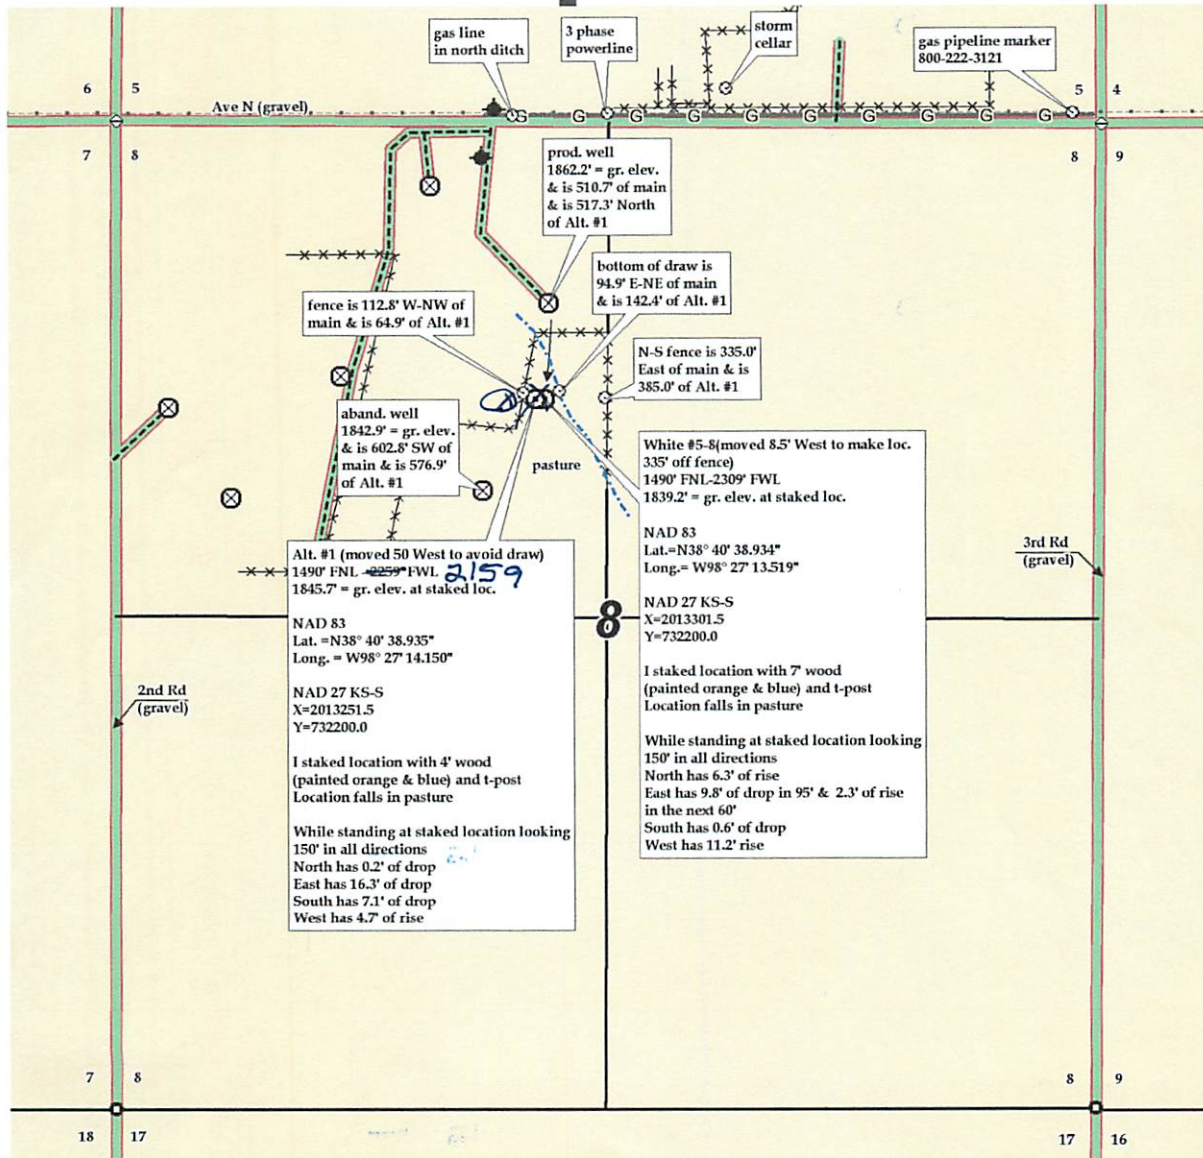 gas line
in north ditch
3 phase
powerline
storm
cellar
gas pipeline marker
800-222-3121
6 5
5 4
Ave N (gravel)
G G G G G G G G G G
7 8
8 9
prod. well
1862.2' = gr. elev.
& is 510.7' of main
& is 517.3' North
of Alt. #1
bottom of draw is
94.9' E-NE of main
& is 142.4' of Alt. #1
fence is 112.8' W-NW of
main & is 64.9' of Alt. #1
N-S fence is 335.0'
East of main & is
385.0' of Alt. #1
aband. well
1842.9' = gr. elev.
& is 602.8' SW of
main & is 576.9'
of Alt. #1
pasture
White #5-8(moved 8.5' West to make loc.
335' off fence)
1490' FNL-2309' FWL
1839.2' = gr. elev. at staked loc.
NAD 83
Lat.=N38° 40' 38.934"
Long.= W98° 27' 13.519"
NAD 27 KS-S
X=2013301.5
Y=732200.0
I staked location with 7' wood
(painted orange & blue) and t-post
Location falls in pasture
While standing at staked location looking
150' in all directions
North has 6.3' of rise
East has 9.8' of drop in 95' & 2.3' of rise
in the next 60'
South has 0.6' of drop
West has 11.2' rise
Alt. #1 (moved 50 West to avoid draw)
1490' FNL -2259' FWL 2159
1845.7' = gr. elev. at staked loc.
NAD 83
Lat. =N38° 40' 38.935"
Long. = W98° 27' 14.150"
NAD 27 KS-S
X=2013251.5
Y=732200.0
I staked location with 4' wood
(painted orange & blue) and t-post
Location falls in pasture
While standing at staked location looking
150' in all directions
North has 0.2' of drop
East has 16.3' of drop
South has 7.1' of drop
West has 4.7' of rise
3rd Rd
(gravel)
8
2nd Rd
(gravel)
7 8
8 9
18 17
17 16